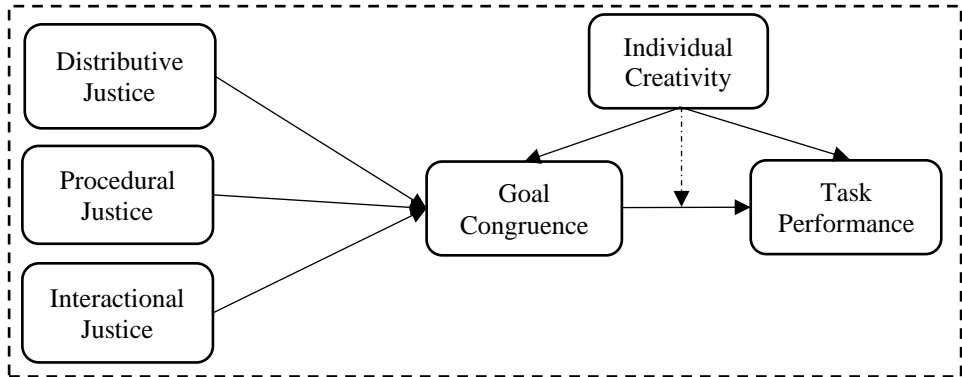 Distributive
Justice
Procedural
Justice
Interactional
Justice
Individual
Creativity
Goal
Congruence
Task
Performance